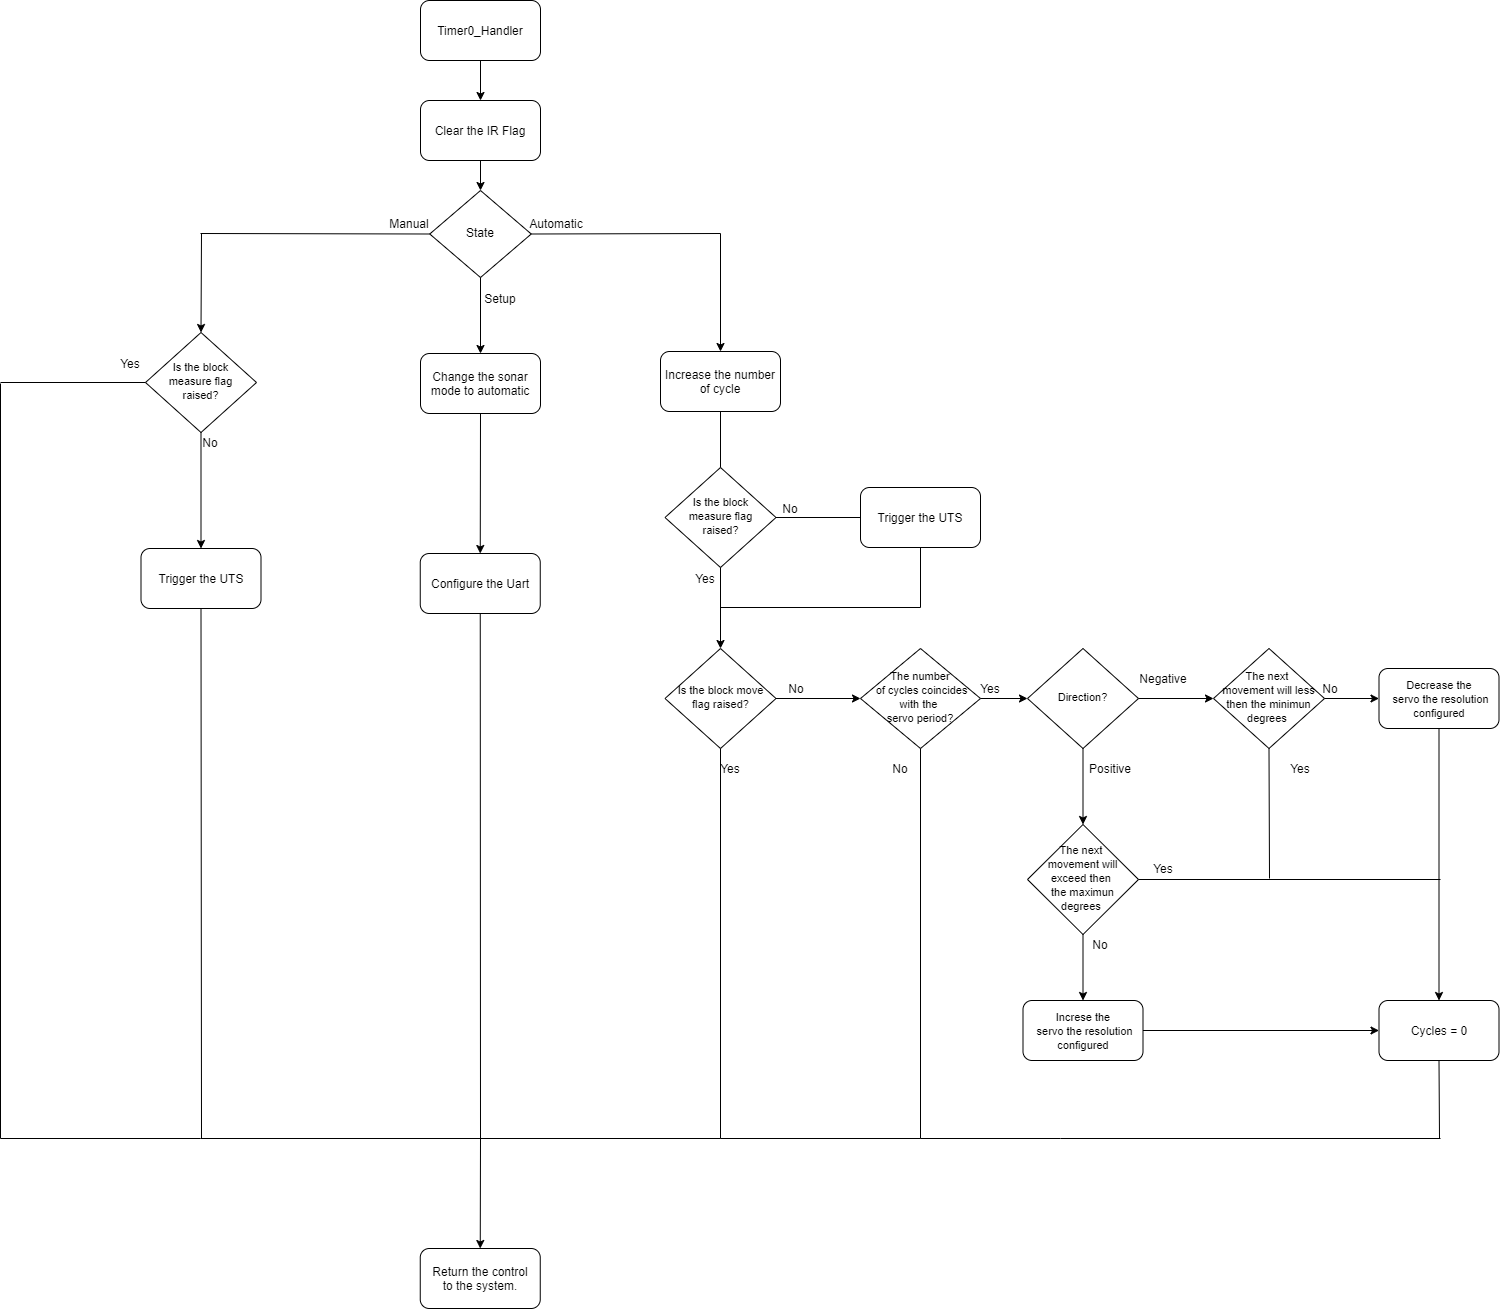 Timer0_Handler
Clear the IR Flag
Manual
State
Automatic
Setup
Yes
Is the block
measure flag
raised?
No
Change the sonar
mode to automatic
Increase the number
of cycle
Is the block
measure flag
raised?
No
Trigger the UTS
Yes
Trigger the UTS
Configure the Uart
Is the block move
flag raised?
No
Yes
The number
of cycles coincides
with the
servo period?
Yes
No
Direction?
Negative
Positive
The next
movement will less
then the minimun
degrees
No
Yes
Decrease the
servo the resolution
configured
The next
movement will
exceed then
the maximun
degrees
Yes
No
Increse the
servo the resolution
configured
Cycles = 0
Return the control
to the system.